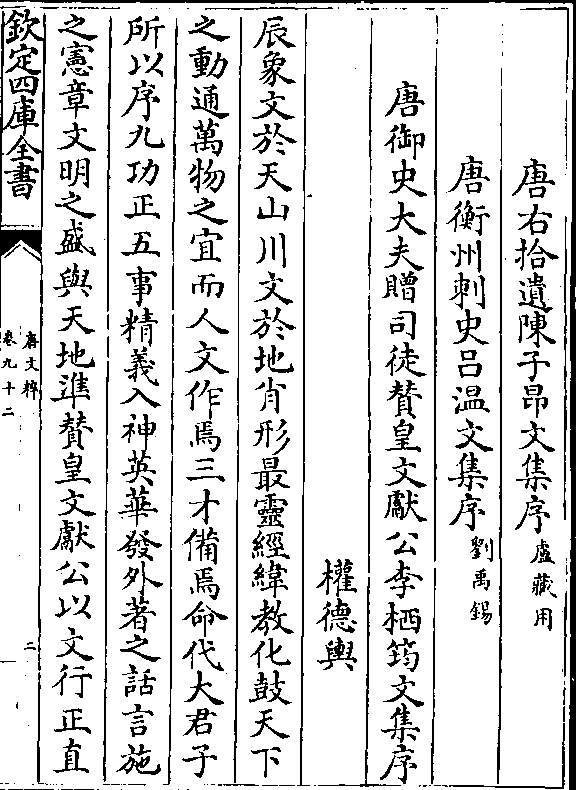 唐右拾遺陳子昂文集序 盧藏用
唐衡州刺史呂溫文集序 劉禹錫
唐御史大夫贈司徒贊皇文獻公李栖筠文集序
權德輿
辰象文於天山川文於地肖形最靈經緯教化鼓天下
之動通萬物之宜而人文作焉三才備焉命代大君子
所以序九功正五事精義入神英華發外著之話言施
之憲章文明之盛與天地準贊皇文獻公以文行正直
欽定四庫全書
唐文粹
卷九十二
二